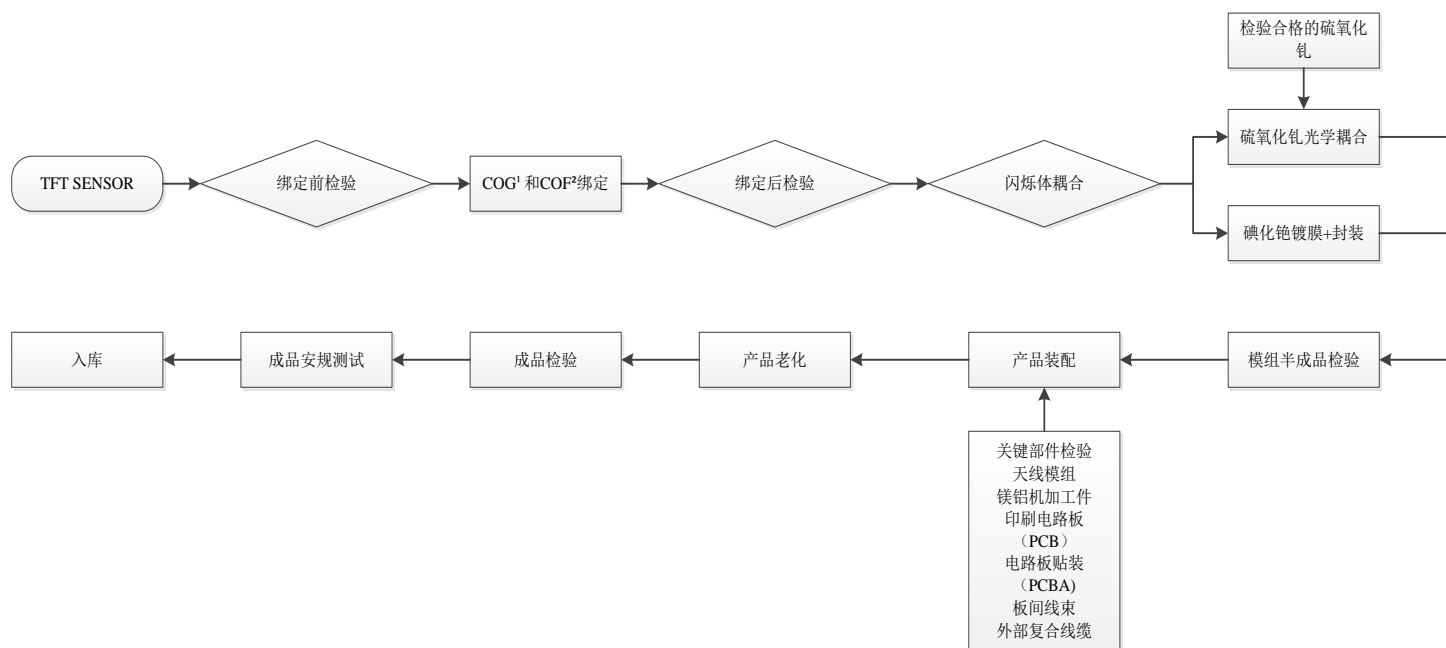 检验合格的硫氧化
钆
TFT SENSOR
绑定前检验
COG¹ 和COF²绑定
绑定后检验
闪烁体耦合
硫氧化钆光学耦合
碘化铯镀膜+封装
入库
成品安规测试
成品检验
产品老化
产品装配
模组半成品检验
关键部件检验
天线模组
镁铝机加工件
印刷电路板
（PCB）
电路板贴装
（PCBA)
板间线束
外部复合线缆